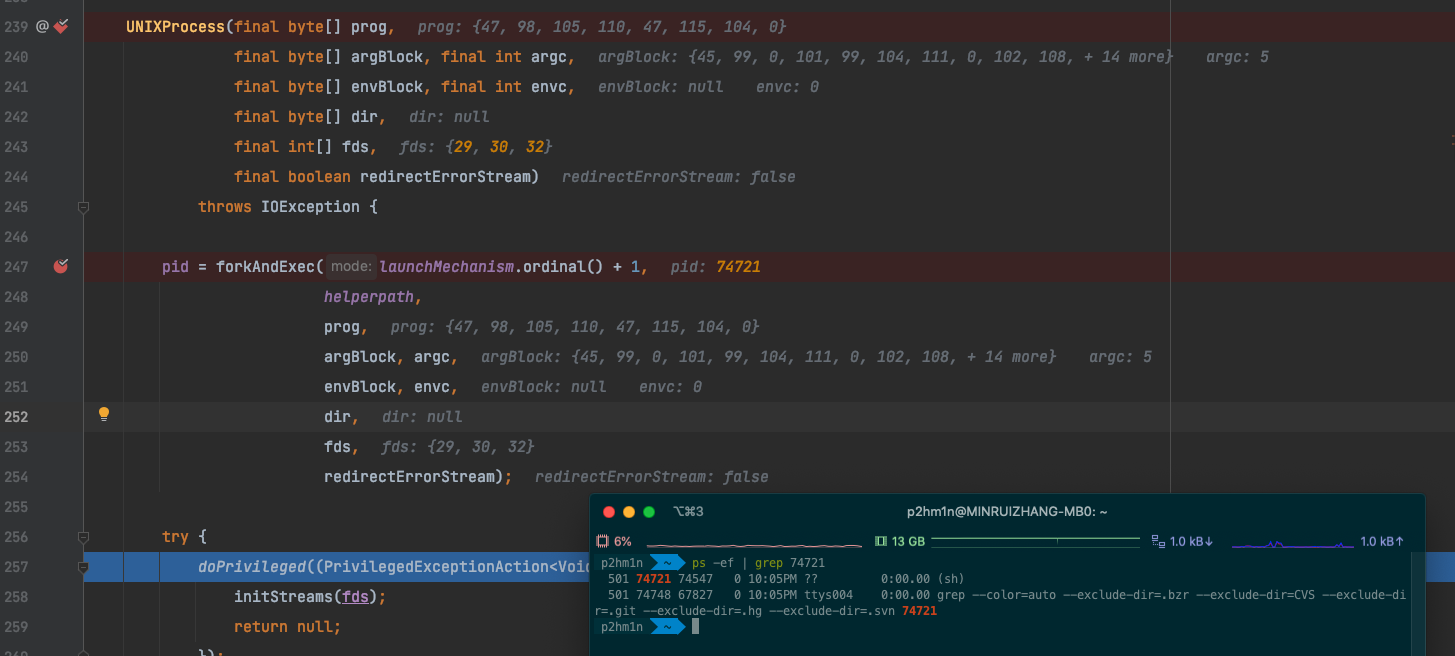 239 @ UNIXProcess(final byte[] prog, prog: {47, 98, 105, 110, 47, 115, 104, 0}
240 final byte[] argBlock, final int argc, argBlock: {45, 99, 0, 101, 99, 104, 111, 0, 102, 108, + 14 more} argc: 5
241 final byte[] envBlock, final int envc, envBlock: null envc: 0
242 final byte[] dir, dir: null
243 final int[] fds, fds: {29, 30, 32}
244 final boolean redirectErrorStream) redirectErrorStream: false
245 throws IOException {
246
247 pid = forkAndExec( mode: launchMechanism.ordinal() + 1, pid: 74721
248 helperpath,
249 prog, prog: {47, 98, 105, 110, 47, 115, 104, 0}
250 argBlock, argc, argBlock: {45, 99, 0, 101, 99, 104, 111, 0, 102, 108, + 14 more} argc: 5
251 envBlock, envc, envBlock: null envc: 0
252 dir, dir: null
253 fds, fds: {29, 30, 32}
254 redirectErrorStream); redirectErrorStream: false
255
256 try {
257 doPrivileged((PrivilegedExceptionAction<Voi
258 initStreams(fds);
259 return null;
});
⌥⌘3 p2hm1n@MINRUIZHANG-MB0: ~
6% 13 GB 1.0 kB↓ 1.0 kB↑
p2hm1n ~ ps -ef | grep 74721
501 74721 74547 0 10:05PM ?? 0:00.00 (sh)
501 74748 67827 0 10:05PM ttys004 0:00.00 grep --color=auto --exclude-dir=.bzr --exclude-dir=CVS --exclude-di
r=.git --exclude-dir=.hg --exclude-dir=.svn 74721
p2hm1n ~